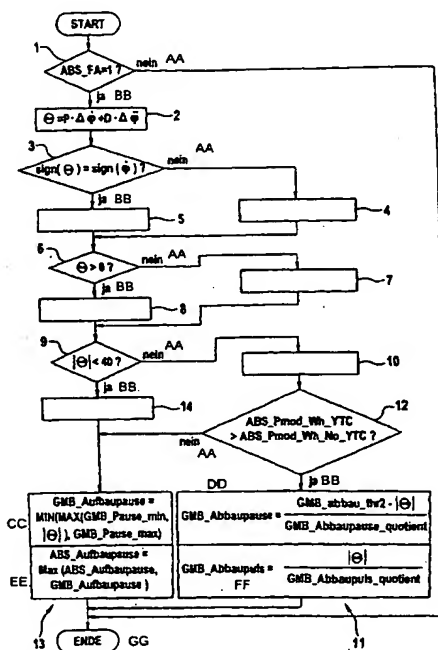 START
1
ABS_FA=1 ?
nein AA
ja BB
Θ=P·Δφ̇+D·Δφ̈
2
3
sign(Θ) = sign(φ̇) ?
nein AA
ja BB
5
4
6
Θ > 8 ?
nein AA
ja BB
8
7
9
|Θ| < 40 ?
nein AA
ja BB.
14
10
ABS_Pmod_Wh_YTC
> ABS_Pmod_Wh_No_YTC ?
12
nein
AA
ja BB
CC
GMB_Aufbaupause =
MIN(MAX(GMB_Pause_min,
|Θ| ), GMB_Pause_max)
EE
ABS_Aufbaupause =
Max (ABS_Aufbaupause,
GMB_Aufbaupause )
13
DD
GMB_Abbaupause = GMB_abbau_thr2 - |Θ|
GMB_Abbaupause_quotient
GMB_Abbaupuls = |Θ|
FF GMB_Abbaupuls_quotient
11
ENDE GG